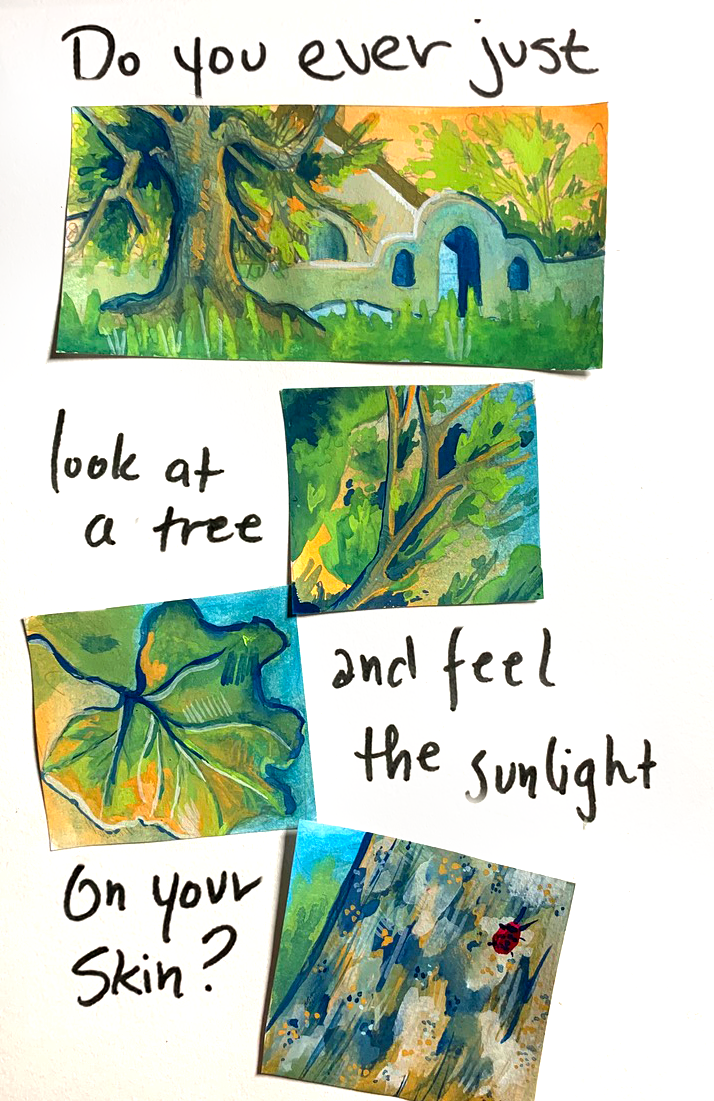 Do you ever just
look at
a tree
and feel
the sunlight
On your
Skin?